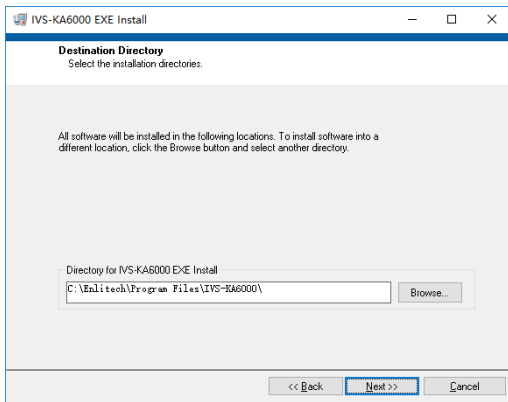 IVS-KA6000 EXE Install
Destination Directory
Select the installation directories.
All software will be installed in the following locations. To install software into a
different location, click the Browse button and select another directory.
Directory for IVS-KA6000 EXE Install
C:\Enlitech\Program Files\IVS-KA6000\
Browse...
<< Back Next >> Cancel